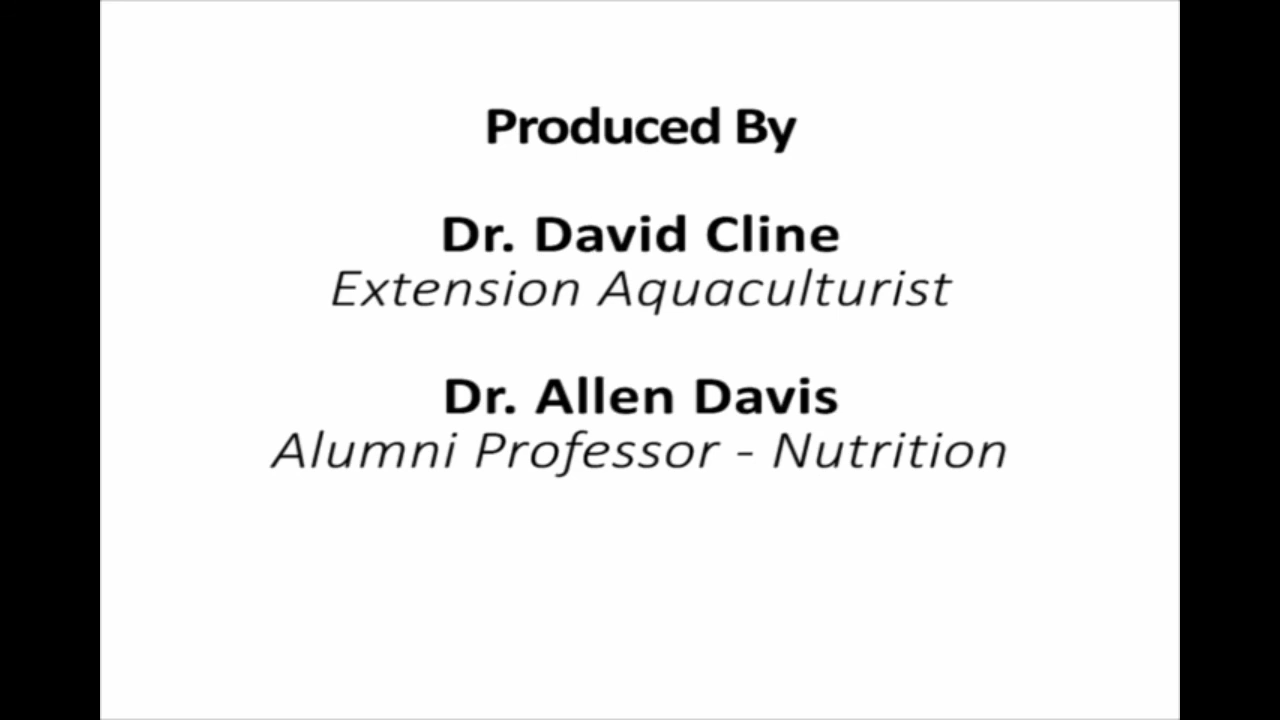 Produced By
Dr. David Cline
Extension Aquaculturist
Dr. Allen Davis
Alumni Professor - Nutrition